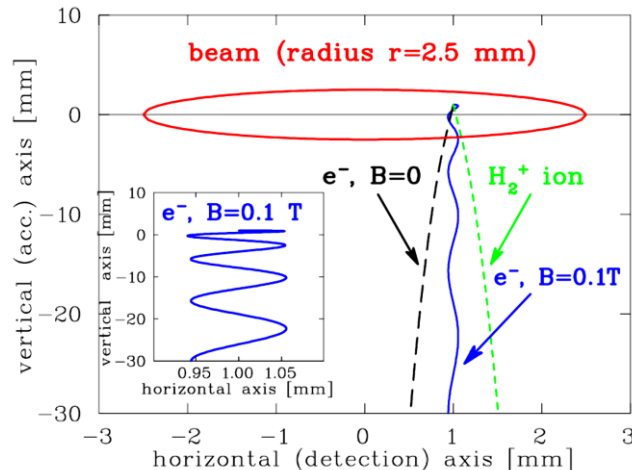 beam (radius r=2.5 mm)
vertical (acc.) axis [mm]
10
0
-10
-20
-30
e⁻, B=0
H₂⁺ ion
e⁻, B=0.1T
e⁻, B=0.1 T
vertical axis [mm]
10
0
-10
-20
-30
0.95 1.00 1.05
horizontal axis [mm]
-3 -2 -1 0 1 2 3
horizontal (detection) axis [mm]